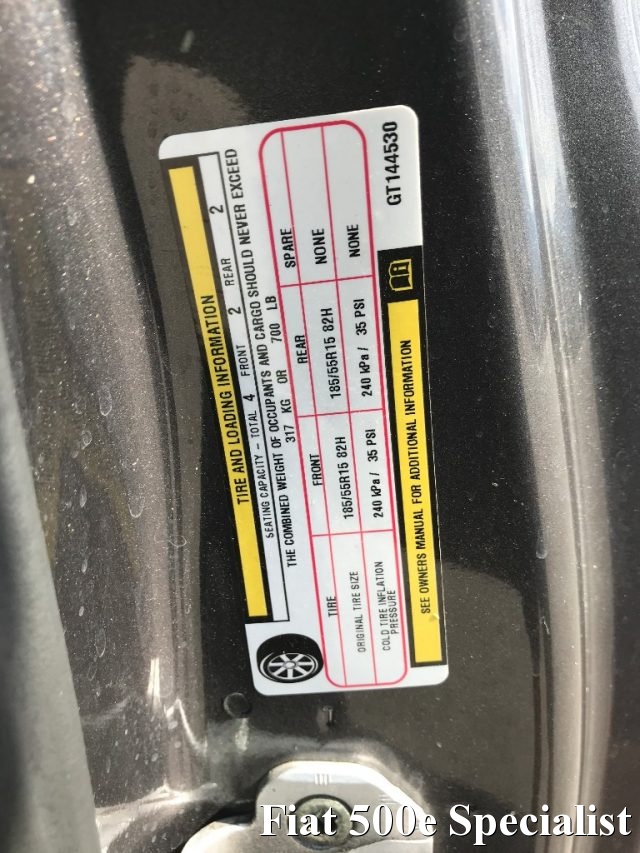 TIRE AND LOADING INFORMATION
SEATING CAPACITY - TOTAL 4 FRONT 2 REAR 2
THE COMBINED WEIGHT OF OCCUPANTS AND CARGO SHOULD NEVER EXCEED
317 KG OR 700 LB
TIRE FRONT REAR SPARE
ORIGINAL TIRE SIZE 185/55R15 82H 185/55R15 82H NONE
COLD TIRE INFLATION PRESSURE 240 kPa / 35 PSI 240 kPa / 35 PSI NONE
SEE OWNERS MANUAL FOR ADDITIONAL INFORMATION
GT144530
Fiat 500e Specialist